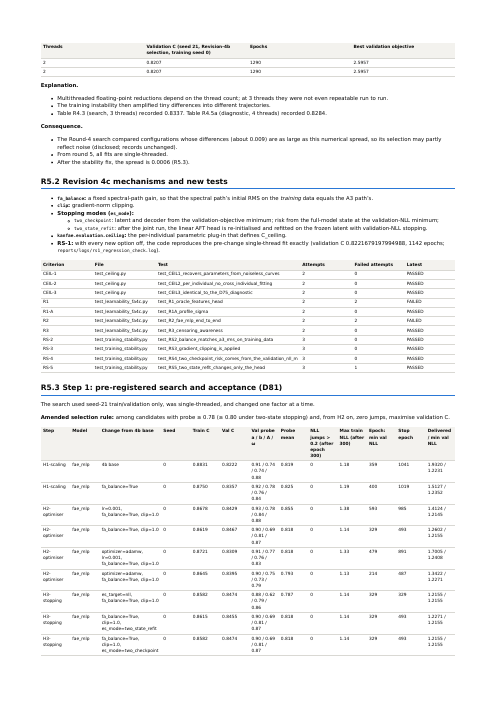 Threads Validation C (seed 21, Revision-4b selection, training seed 0) Epochs Best validation objective
2 0.8207 1290 2.5957
2 0.8207 1290 2.5957
Explanation.
• Multithreaded floating-point reductions depend on the thread count; at 3 threads they were not even repeatable run to run.
• The training instability then amplified tiny differences into different trajectories.
• Table R4.3 (search, 3 threads) recorded 0.8337. Table R4.5a (diagnostic, 4 threads) recorded 0.8284.
Consequence.
• The Round-4 search compared configurations whose differences (about 0.009) are as large as this numerical spread, so its selection may partly
reflect noise (disclosed; records unchanged).
• From round 5, all fits are single-threaded.
• After the stability fix, the spread is 0.0006 (R5.3).
R5.2 Revision 4c mechanisms and new tests
• fa_balance: a fixed spectral-path gain, so that the spectral path's initial RMS on the training data equals the A3 path's.
• clip: gradient-norm clipping.
• Stopping modes (es_mode):
o two_checkpoint: latent and decoder from the validation-objective minimum; risk from the full-model state at the validation-NLL minimum;
o two_state_refit: after the joint run, the linear AFT head is re-initialised and refitted on the frozen latent with validation-NLL stopping.
• kaefae.evaluation.ceiling: the per-individual parametric plug-in that defines C_ceiling.
• RS-1: with every new option off, the code reproduces the pre-change single-thread fit exactly (validation C 0.8221679197994988, 1142 epochs;
reports/logs/rs1_regression_check.log).
Criterion File Test Attempts Failed attempts Latest
CEIL-1 test_ceiling.py test_CEIL1_recovers_parameters_from_noiseless_curves 2 0 PASSED
CEIL-2 test_ceiling.py test_CEIL2_per_individual_no_cross_individual_fitting 2 0 PASSED
CEIL-3 test_ceiling.py test_CEIL3_identical_to_the_D75_diagnostic 2 0 PASSED
R1 test_learnability_fa4c.py test_R1_oracle_features_head 2 2 FAILED
R1-A test_learnability_fa4c.py test_R1A_profile_sigma 2 0 PASSED
R2 test_learnability_fa4c.py test_R2_fae_mlp_end_to_end 2 2 FAILED
R3 test_learnability_fa4c.py test_R3_censoring_awareness 2 0 PASSED
RS-2 test_training_stability.py test_RS2_balance_matches_a3_rms_on_training_data 3 0 PASSED
RS-3 test_training_stability.py test_RS3_gradient_clipping_is_applied 3 0 PASSED
RS-4 test_training_stability.py test_RS4_two_checkpoint_risk_comes_from_the_validation_nll_m 3 0 PASSED
RS-5 test_training_stability.py test_RS5_two_state_refit_changes_only_the_head 3 1 PASSED
R5.3 Step 1: pre-registered search and acceptance (D81)
The search used seed-21 train/validation only, was single-threaded, and changed one factor at a time.
Amended selection rule: among candidates with probe ≥ 0.78 (≥ 0.80 under two-stage stopping) and, from H2 on, zero jumps, maximise validation C.
Step Model Change from 4b base Seed Train C Val C Val probe a / b / A / ω Probe mean NLL jumps > 0.2 (after epoch 300) Max train NLL (after 300) Epoch: min val NLL Stop epoch Delivered / min val NLL
H1-scaling fae_mlp 4b base 0 0.8831 0.8222 0.91 / 0.74 / 0.74 / 0.88 0.819 0 1.18 359 1041 1.9320 / 1.2231
H1-scaling fae_mlp fa_balance=True 0 0.8750 0.8357 0.92 / 0.78 / 0.76 / 0.84 0.825 0 1.19 400 1019 1.5127 / 1.2352
H2-optimiser fae_mlp lr=0.001, fa_balance=True, clip=1.0 0 0.8678 0.8429 0.93 / 0.78 / 0.84 / 0.88 0.855 0 1.38 593 985 1.4124 / 1.2145
H2-optimiser fae_mlp fa_balance=True, clip=1.0 0 0.8619 0.8467 0.90 / 0.69 / 0.81 / 0.87 0.818 0 1.14 329 493 1.2602 / 1.2155
H2-optimiser fae_mlp optimizer=adamw, lr=0.001, fa_balance=True, clip=1.0 0 0.8721 0.8309 0.91 / 0.77 / 0.76 / 0.83 0.818 0 1.33 479 891 1.7005 / 1.2408
H2-optimiser fae_mlp optimizer=adamw, fa_balance=True, clip=1.0 0 0.8645 0.8395 0.90 / 0.75 / 0.73 / 0.79 0.793 0 1.13 214 487 1.3422 / 1.2271
H3-stopping fae_mlp es_target=nll, fa_balance=True, clip=1.0 0 0.8582 0.8474 0.88 / 0.62 / 0.79 / 0.86 0.787 0 1.14 329 329 1.2155 / 1.2155
H3-stopping fae_mlp fa_balance=True, clip=1.0, es_mode=two_state_refit 0 0.8615 0.8455 0.90 / 0.69 / 0.81 / 0.87 0.818 0 1.14 329 493 1.2271 / 1.2155
H3-stopping fae_mlp fa_balance=True, clip=1.0, es_mode=two_checkpoint 0 0.8582 0.8474 0.90 / 0.69 / 0.81 / 0.87 0.818 0 1.14 329 493 1.2155 / 1.2155